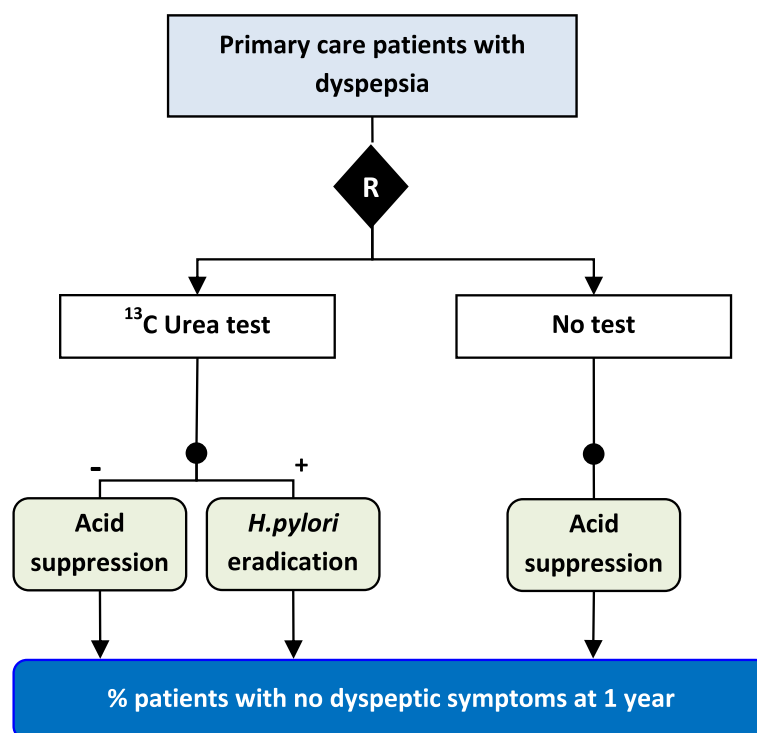 Primary care patients with
dyspepsia
R
¹³C Urea test
No test
-
+
Acid
suppression
H.pylori
eradication
Acid
suppression
% patients with no dyspeptic symptoms at 1 year